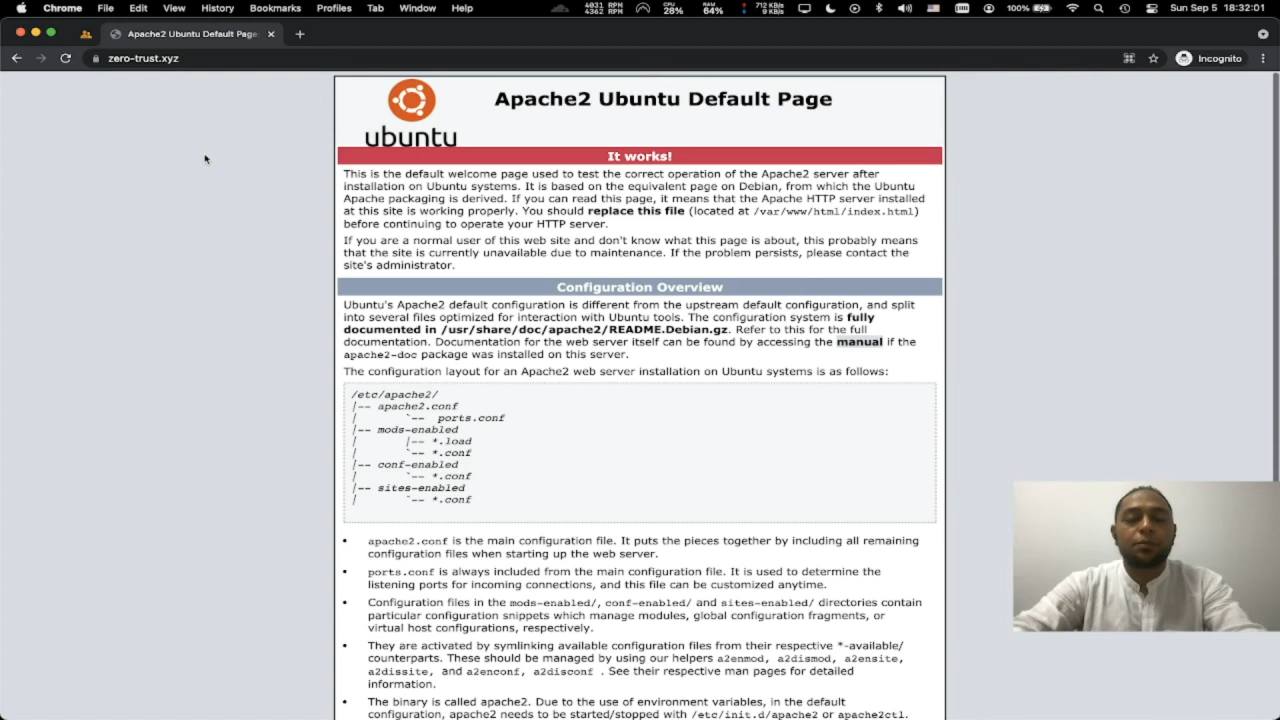 Chrome File Edit View History Bookmarks Profiles Tab Window Help 4031 RPM 4362 RPM CPU 28% RAM 64% 712 KB/s 9 KB/s 100% Sun Sep 5 18:32:01
Apache2 Ubuntu Default Page:
zero-trust.xyz Incognito
Apache2 Ubuntu Default Page
ubuntu
It works!
This is the default welcome page used to test the correct operation of the Apache2 server after
installation on Ubuntu systems. It is based on the equivalent page on Debian, from which the Ubuntu
Apache packaging is derived. If you can read this page, it means that the Apache HTTP server installed
at this site is working properly. You should replace this file (located at /var/www/html/index.html)
before continuing to operate your HTTP server.
If you are a normal user of this web site and don't know what this page is about, this probably means
that the site is currently unavailable due to maintenance. If the problem persists, please contact the
site's administrator.
Configuration Overview
Ubuntu's Apache2 default configuration is different from the upstream default configuration, and split
into several files optimized for interaction with Ubuntu tools. The configuration system is fully
documented in /usr/share/doc/apache2/README.Debian.gz. Refer to this for the full
documentation. Documentation for the web server itself can be found by accessing the manual if the
apache2-doc package was installed on this server.
The configuration layout for an Apache2 web server installation on Ubuntu systems is as follows:
/etc/apache2/
|-- apache2.conf
|       `--  ports.conf
|-- mods-enabled
|       |-- *.load
|       `-- *.conf
|-- conf-enabled
|       `-- *.conf
|-- sites-enabled
|       `-- *.conf
• apache2.conf is the main configuration file. It puts the pieces together by including all remaining
configuration files when starting up the web server.
• ports.conf is always included from the main configuration file. It is used to determine the
listening ports for incoming connections, and this file can be customized anytime.
• Configuration files in the mods-enabled/, conf-enabled/ and sites-enabled/ directories contain
particular configuration snippets which manage modules, global configuration fragments, or
virtual host configurations, respectively.
• They are activated by symlinking available configuration files from their respective *-available/
counterparts. These should be managed by using our helpers a2enmod, a2dismod, a2ensite,
a2dissite, and a2enconf, a2disconf . See their respective man pages for detailed
information.
• The binary is called apache2. Due to the use of environment variables, in the default
configuration, apache2 needs to be started/stopped with /etc/init.d/apache2 or apache2ctl.